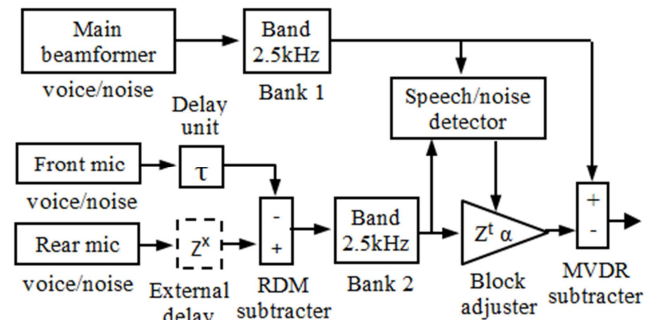 Main
beamformer
voice/noise
Band
2.5kHz
Bank 1
Speech/noise
detector
Delay
unit
Front mic
voice/noise
τ
-
+
Rear mic
voice/noise
Z^x
External
delay
RDM
subtracter
Band
2.5kHz
Bank 2
Z^t α
Block
adjuster
+
-
MVDR
subtracter